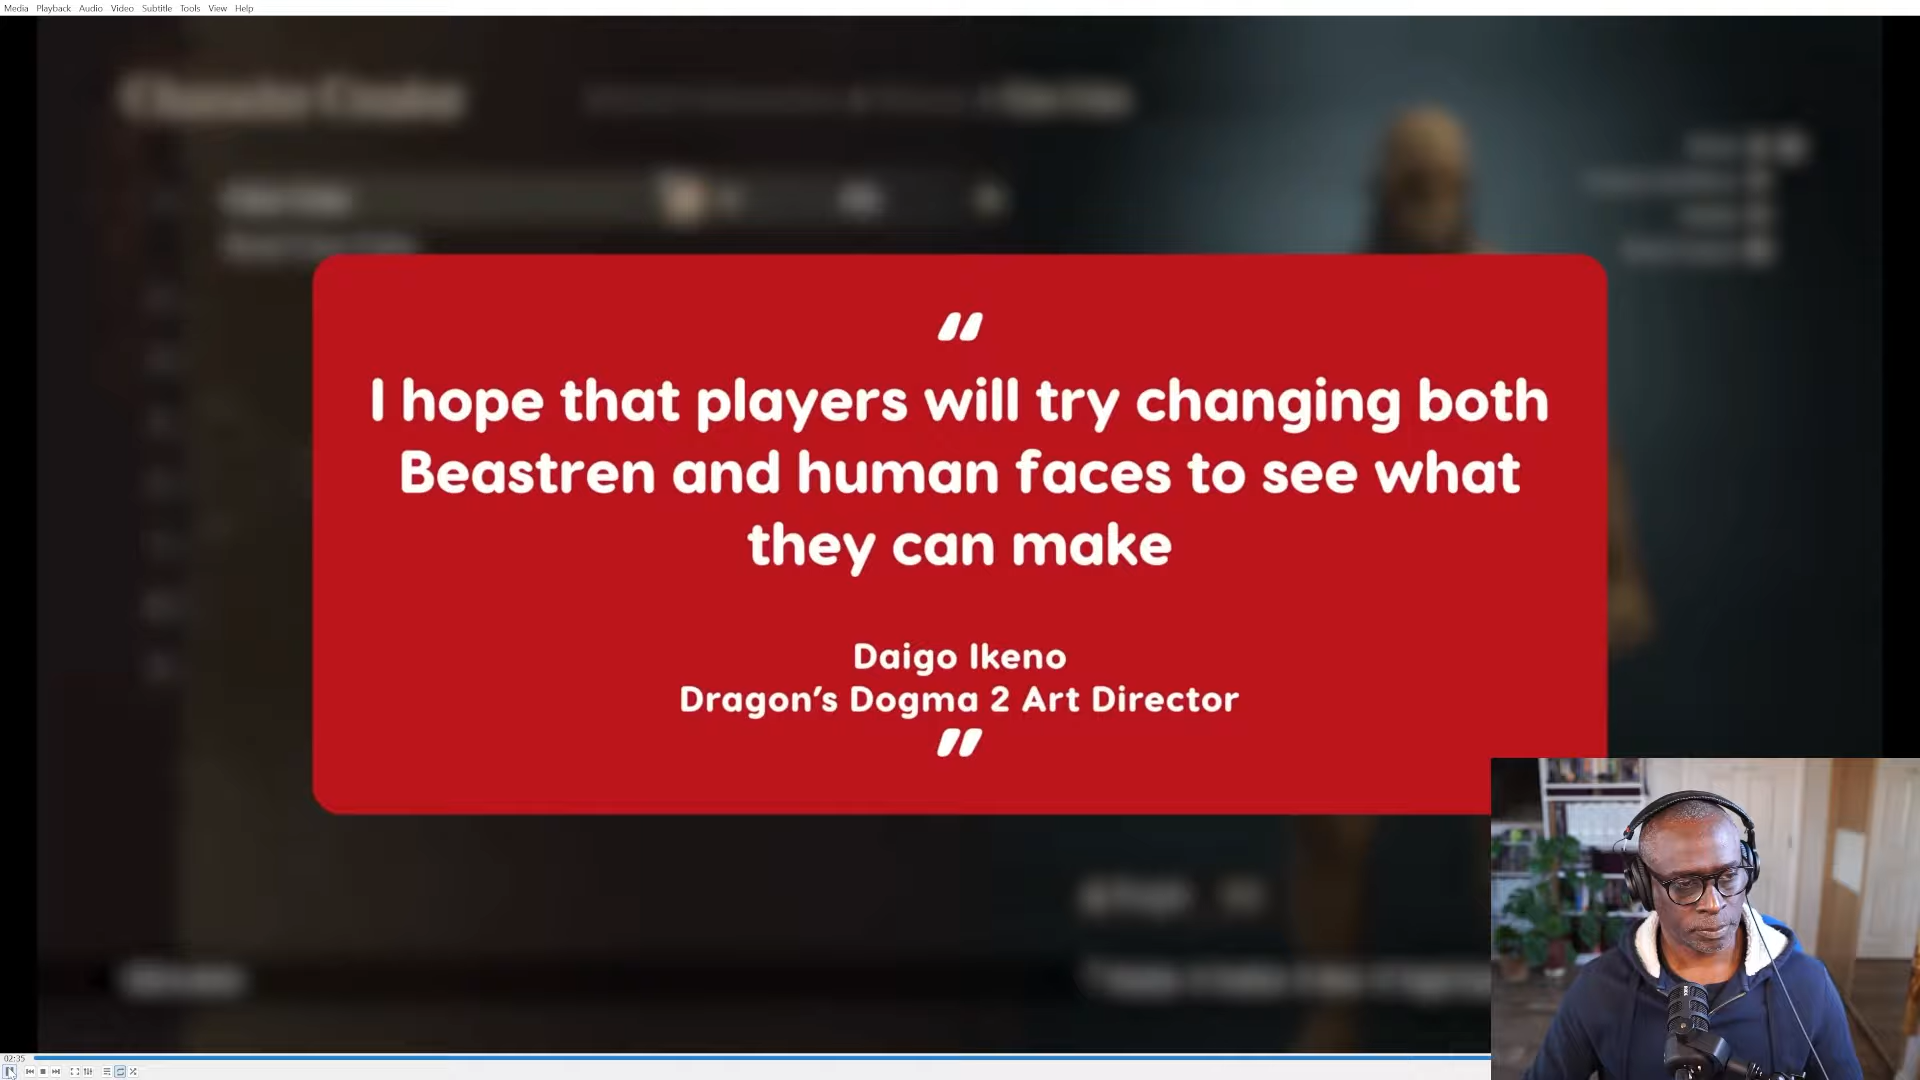 Media Playback Audio Video Subtitle Tools View Help
“
I hope that players will try changing both
Beastren and human faces to see what
they can make
Daigo Ikeno
Dragon’s Dogma 2 Art Director
”
02:35